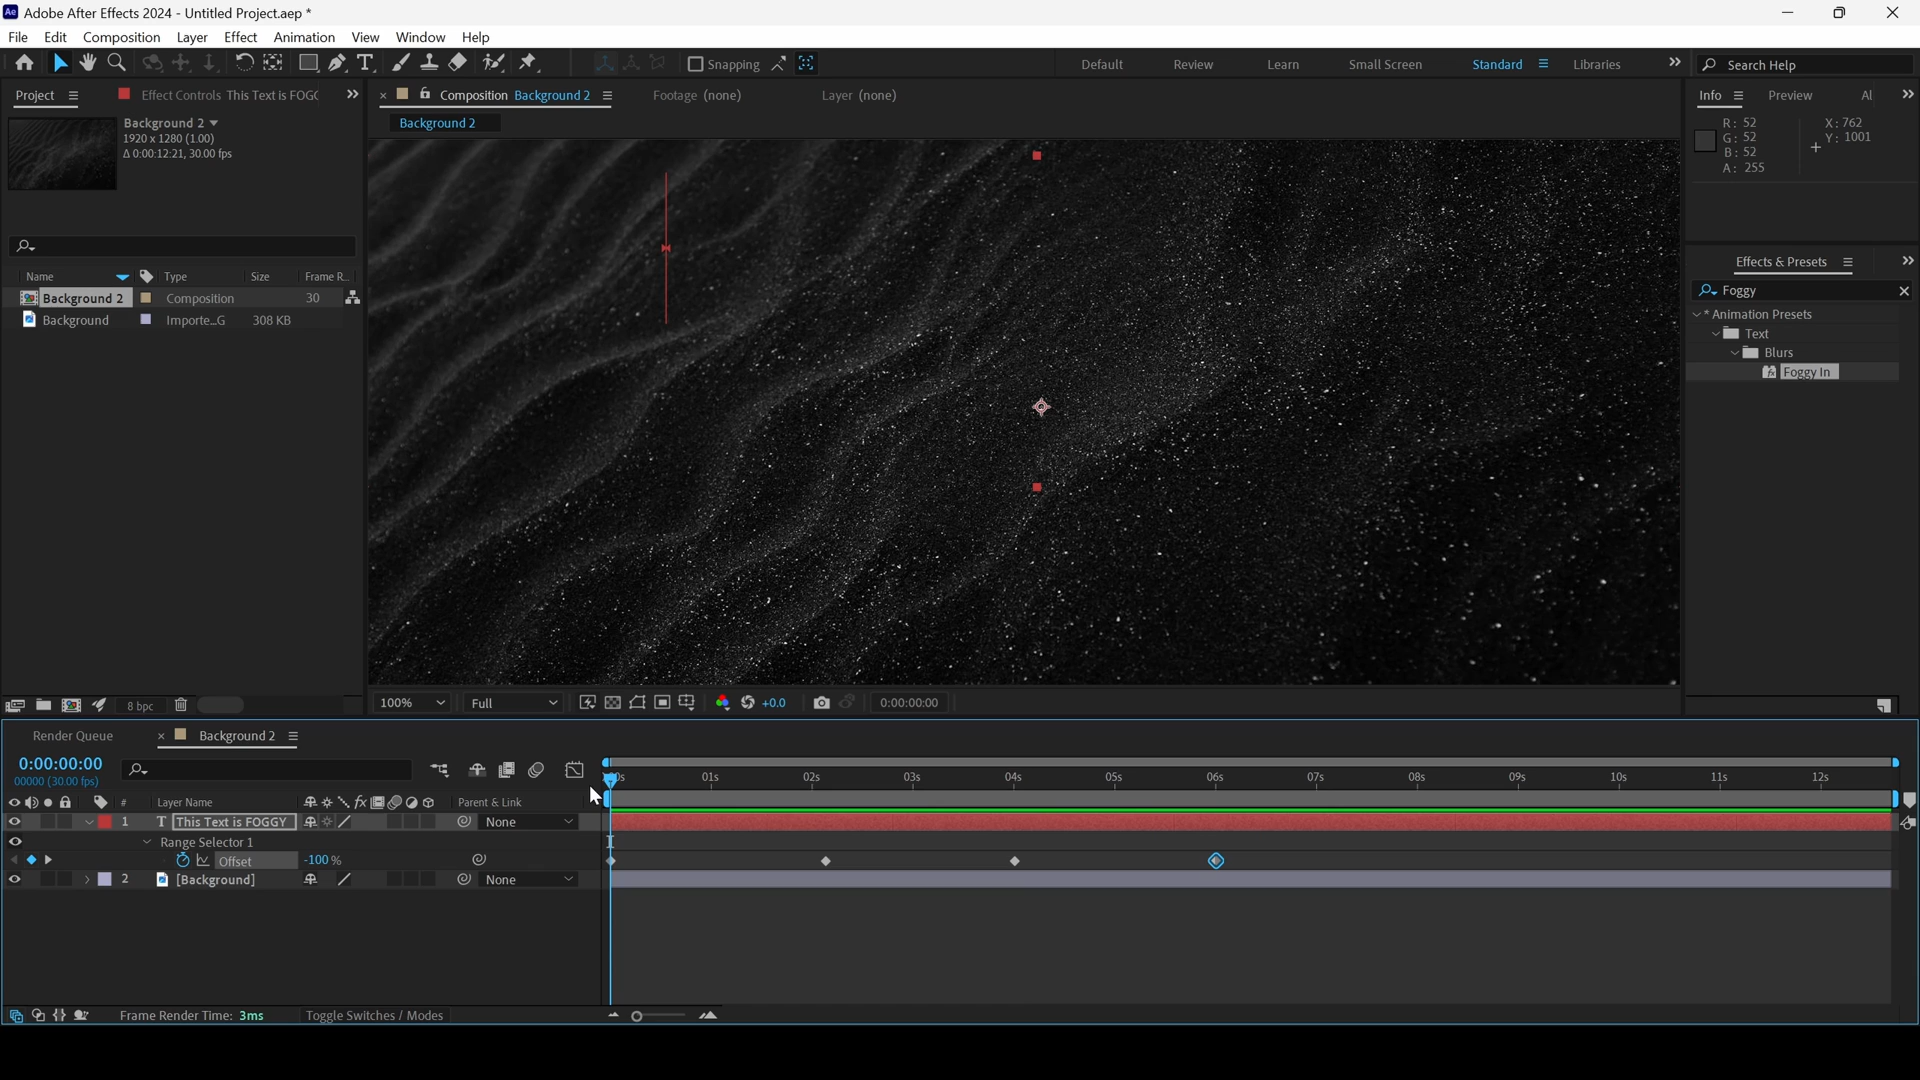 Adobe After Effects 2024 - Untitled Project.aep *
File Edit Composition Layer Effect Animation View Window Help
Snapping Default Review Learn Small Screen Standard Libraries Search Help
Project Effect Controls This Text is FOGG
Composition Background 2 Footage (none) Layer (none)
Info Preview
Background 2
1920 x 1280 (1.00)
Δ 0:00:12:21, 30.00 fps
Background 2
R: 52
G: 52
B: 52
A: 255
X: 762
Y: 1001
Effects & Presets
Foggy
* Animation Presets
Text
Blurs
Foggy In
Name Type Size Frame R...
Background 2 Composition 30
Background Importe...G 308 KB
8 bpc
100% Full +0.0 0:00:00:00
Render Queue Background 2
0:00:00:00
00000 (30.00 fps)
01s 02s 03s 04s 05s 06s 07s 08s 09s 10s 11s 12s
# Layer Name Parent & Link
1 T This Text is FOGGY None
Range Selector 1
Offset -100 %
2 [Background] None
Frame Render Time: 3ms Toggle Switches / Modes